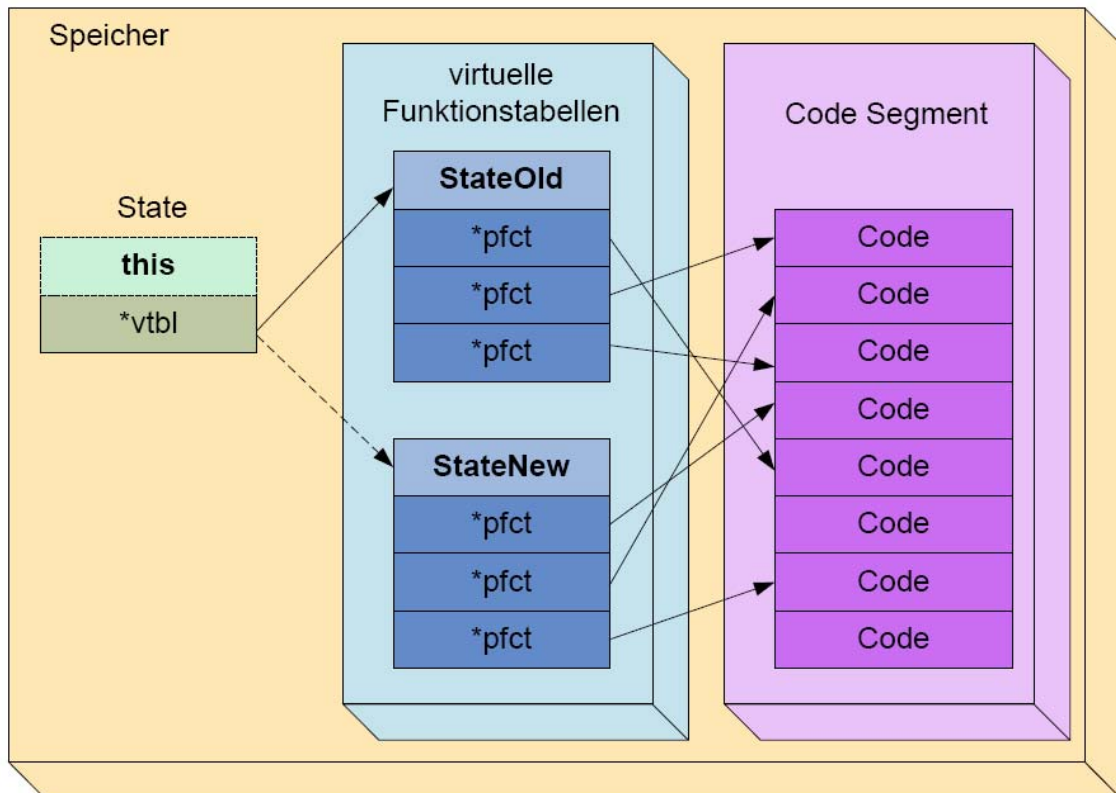 Speicher
virtuelle
Funktionstabellen
Code Segment
State
this
*vtbl
StateOld
*pfct
*pfct
*pfct
StateNew
*pfct
*pfct
*pfct
Code
Code
Code
Code
Code
Code
Code
Code